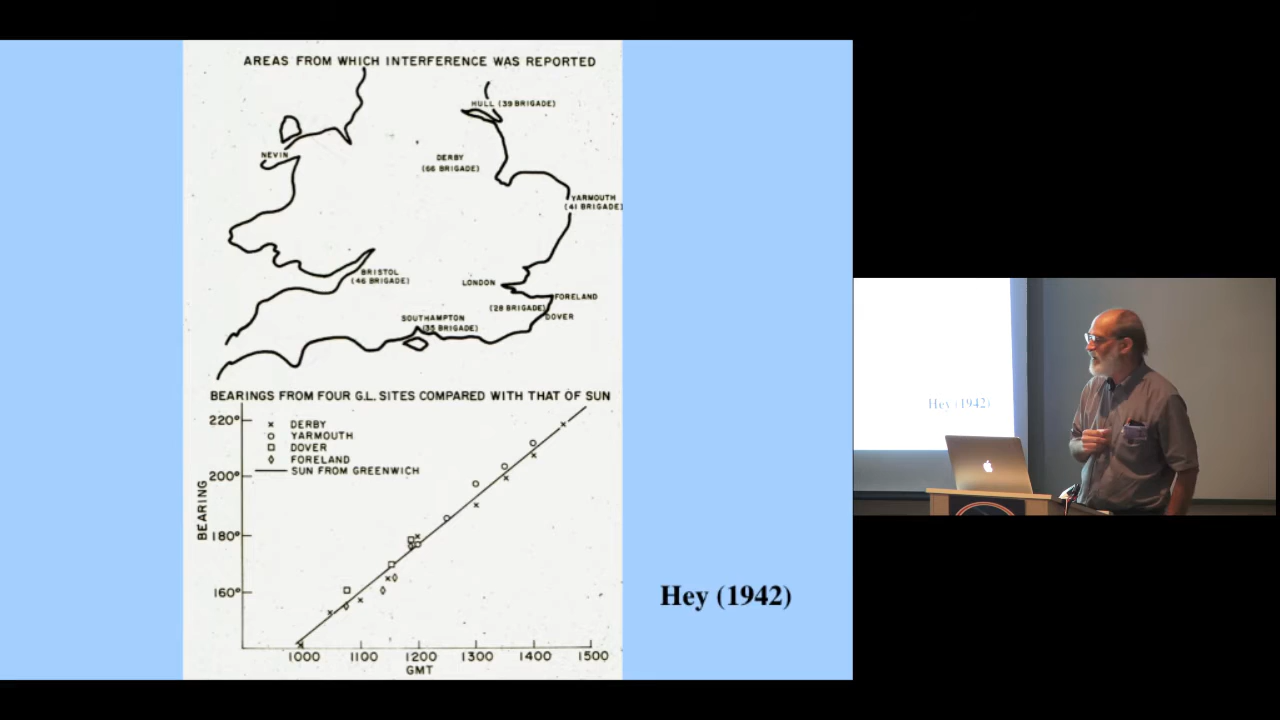 AREAS FROM WHICH INTERFERENCE WAS REPORTED
HULL (39 BRIGADE)
NEVIN
DERBY
(66 BRIGADE)
YARMOUTH
(41 BRIGADE)
BRISTOL
(46 BRIGADE)
LONDON
FORELAND
(28 BRIGADE)
DOVER
SOUTHAMPTON
(35 BRIGADE)
BEARINGS FROM FOUR G.L. SITES COMPARED WITH THAT OF SUN
220°
200°
180°
160°
BEARING
DERBY
YARMOUTH
DOVER
FORELAND
SUN FROM GREENWICH
1000 1100 1200 1300 1400 1500
GMT
Hey (1942)
Hey (1942)